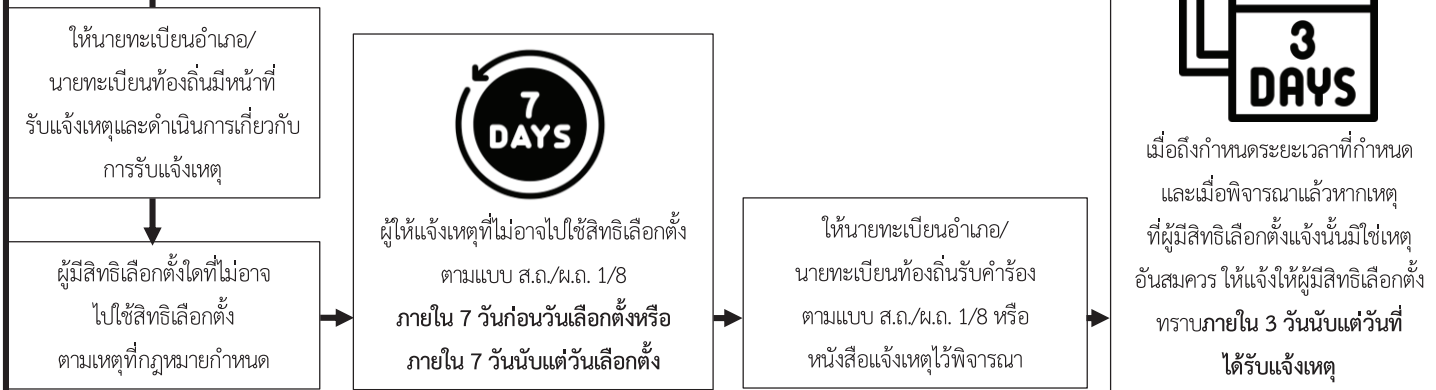 ให้นายทะเบียนอำเภอ/
นายทะเบียนท้องถิ่นมีหน้าที่
รับแจ้งเหตุและดำเนินการเกี่ยวกับ
การรับแจ้งเหตุ
ผู้มีสิทธิเลือกตั้งใดที่ไม่อาจ
ไปใช้สิทธิเลือกตั้ง
ตามเหตุที่กฎหมายกำหนด
7
DAYS
ผู้ให้แจ้งเหตุที่ไม่อาจไปใช้สิทธิเลือกตั้ง
ตามแบบ ส.ถ./ผ.ถ. 1/8
ภายใน 7 วันก่อนวันเลือกตั้งหรือ
ภายใน 7 วันนับแต่วันเลือกตั้ง
ให้นายทะเบียนอำเภอ/
นายทะเบียนท้องถิ่นรับคำร้อง
ตามแบบ ส.ถ./ผ.ถ. 1/8 หรือ
หนังสือแจ้งเหตุไว้พิจารณา
3
DAYS
เมื่อถึงกำหนดระยะเวลาที่กำหนด
และเมื่อพิจารณาแล้วหากเหตุ
ที่ผู้มีสิทธิเลือกตั้งแจ้งนั้นมิใช่เหตุ
อันสมควร ให้แจ้งให้ผู้มีสิทธิเลือกตั้ง
ทราบภายใน 3 วันนับแต่วันที่
ได้รับแจ้งเหตุ